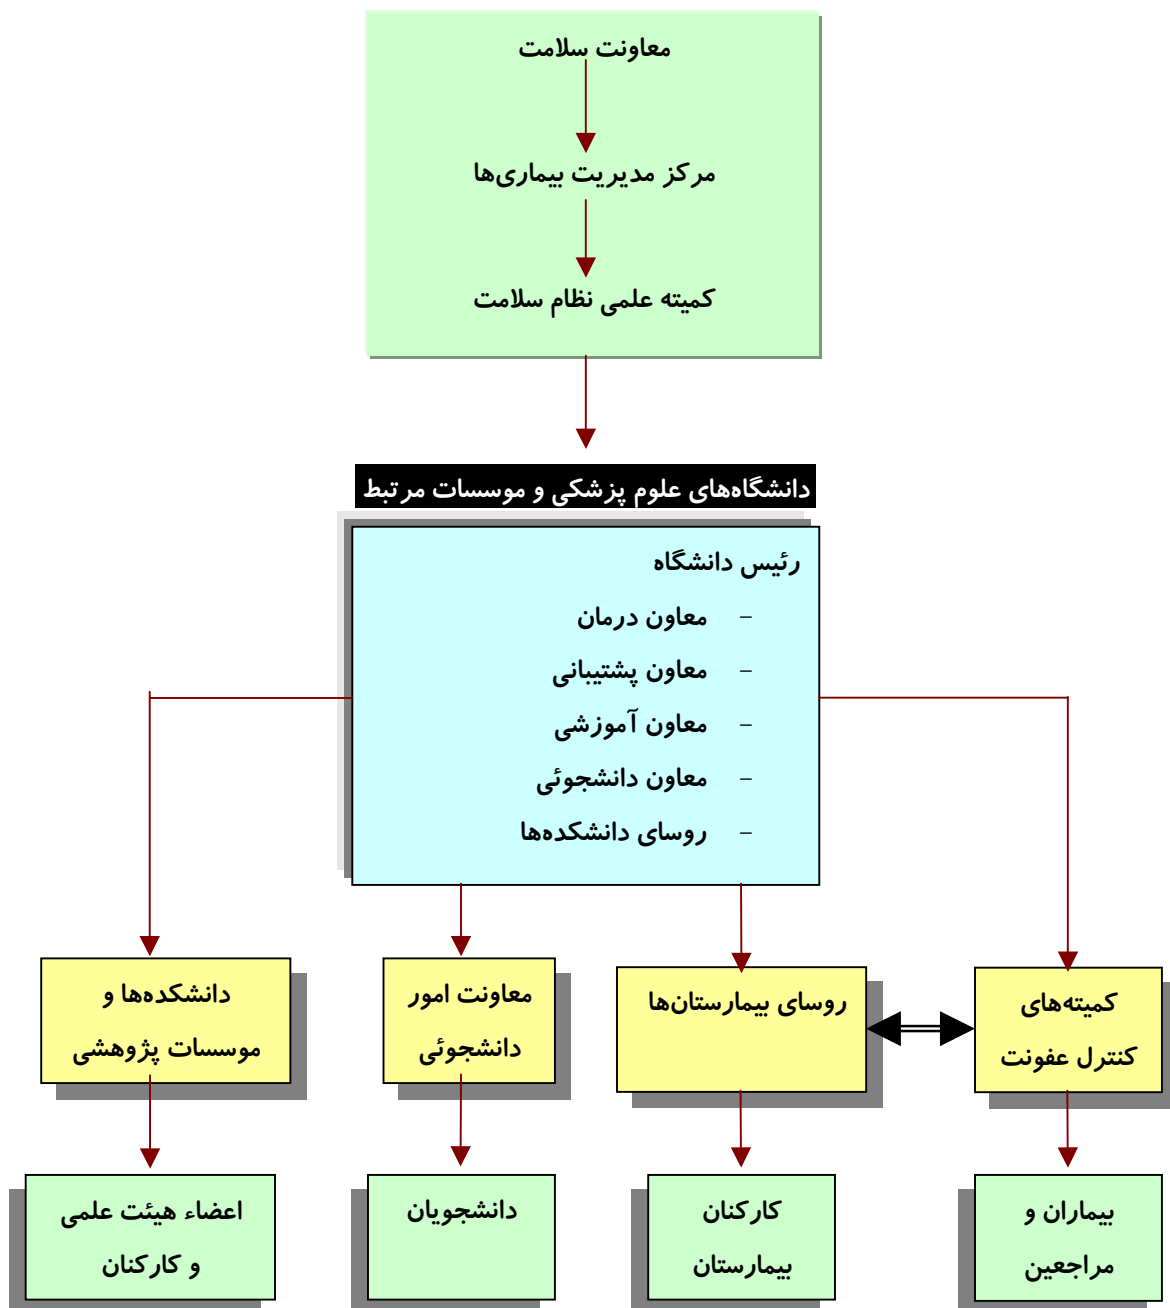 معاونت سلامت
مرکز مدیریت بیماری‌ها
کمیته علمی نظام سلامت
دانشگاه‌های علوم پزشکی و موسسات مرتبط
رئیس دانشگاه
- معاون درمان
- معاون پشتیبانی
- معاون آموزشی
- معاون دانشجوئی
- روسای دانشکده‌ها
کمیته‌های
کنترل عفونت
روسای بیمارستان‌ها
معاونت امور
دانشجوئی
دانشکده‌ها و
موسسات پژوهشی
بیماران و
مراجعین
کارکنان
بیمارستان
دانشجویان
اعضاء هیئت علمی
و کارکنان